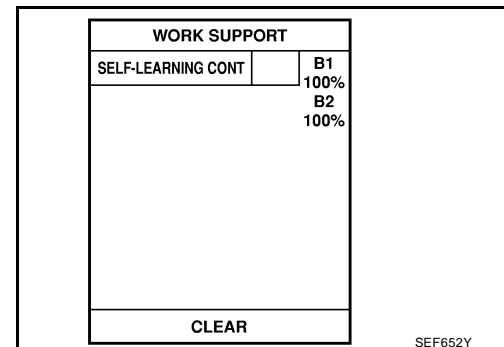 WORK SUPPORT
SELF-LEARNING CONT B1
100%
B2
100%
CLEAR
SEF652Y